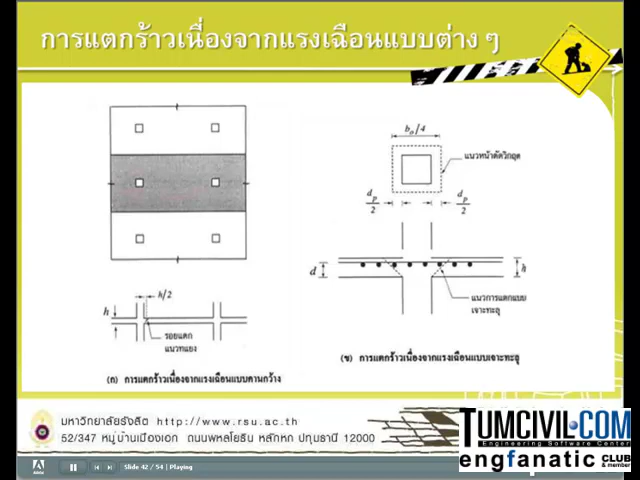 การแตกร้าวเนื่องจากแรงเฉือนแบบต่าง ๆ
bo/4
แนวหน้าตัดวิกฤต
dp/2
dp/2
d
h
แนวการแตกแบบ
เจาะทะลุ
h/2
h
รอยแตก
แนวทแยง
(ก) การแตกร้าวเนื่องจากแรงเฉือนแบบคานกว้าง
(ข) การแตกร้าวเนื่องจากแรงเฉือนแบบเจาะทะลุ
มหาวิทยาลัยรังสิต http://www.rsu.ac.th
52/347 หมู่บ้านเมืองเอก ถนนพหลโยธิน หลักหก ปทุมธานี 12000
TUMCIVIL.COM
Engineering Software Center
engfanatic CLUB
& member
Adobe
Slide 42 / 54 | Playing